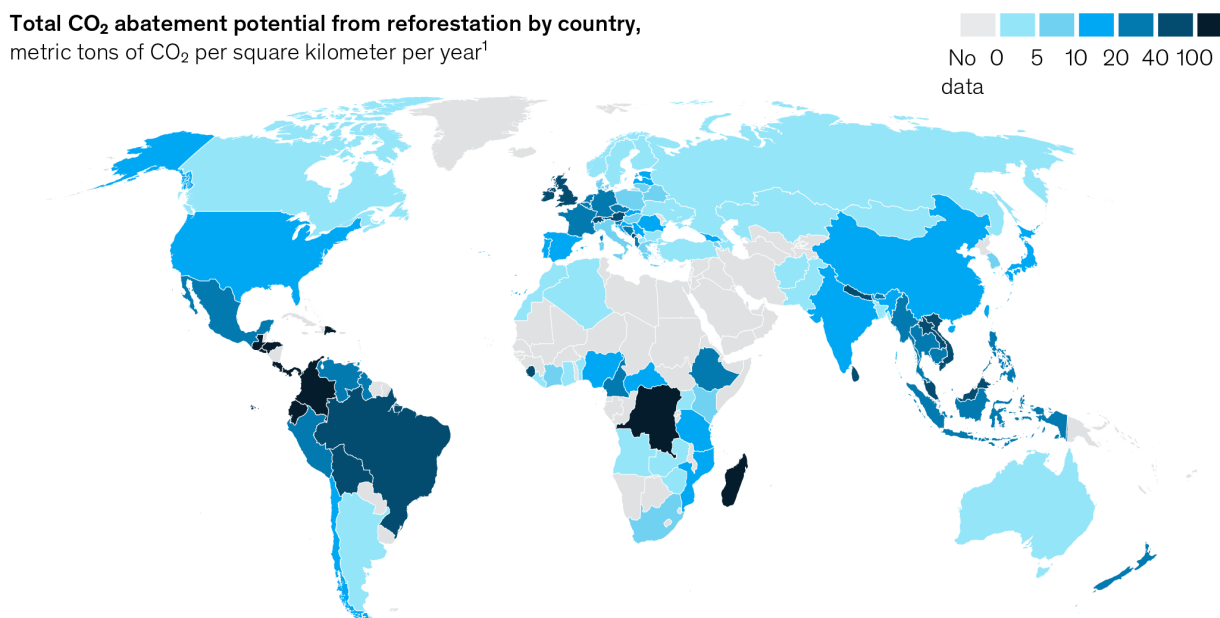 Total CO₂ abatement potential from reforestation by country,
metric tons of CO₂ per square kilometer per year¹
No data 0 5 10 20 40 100